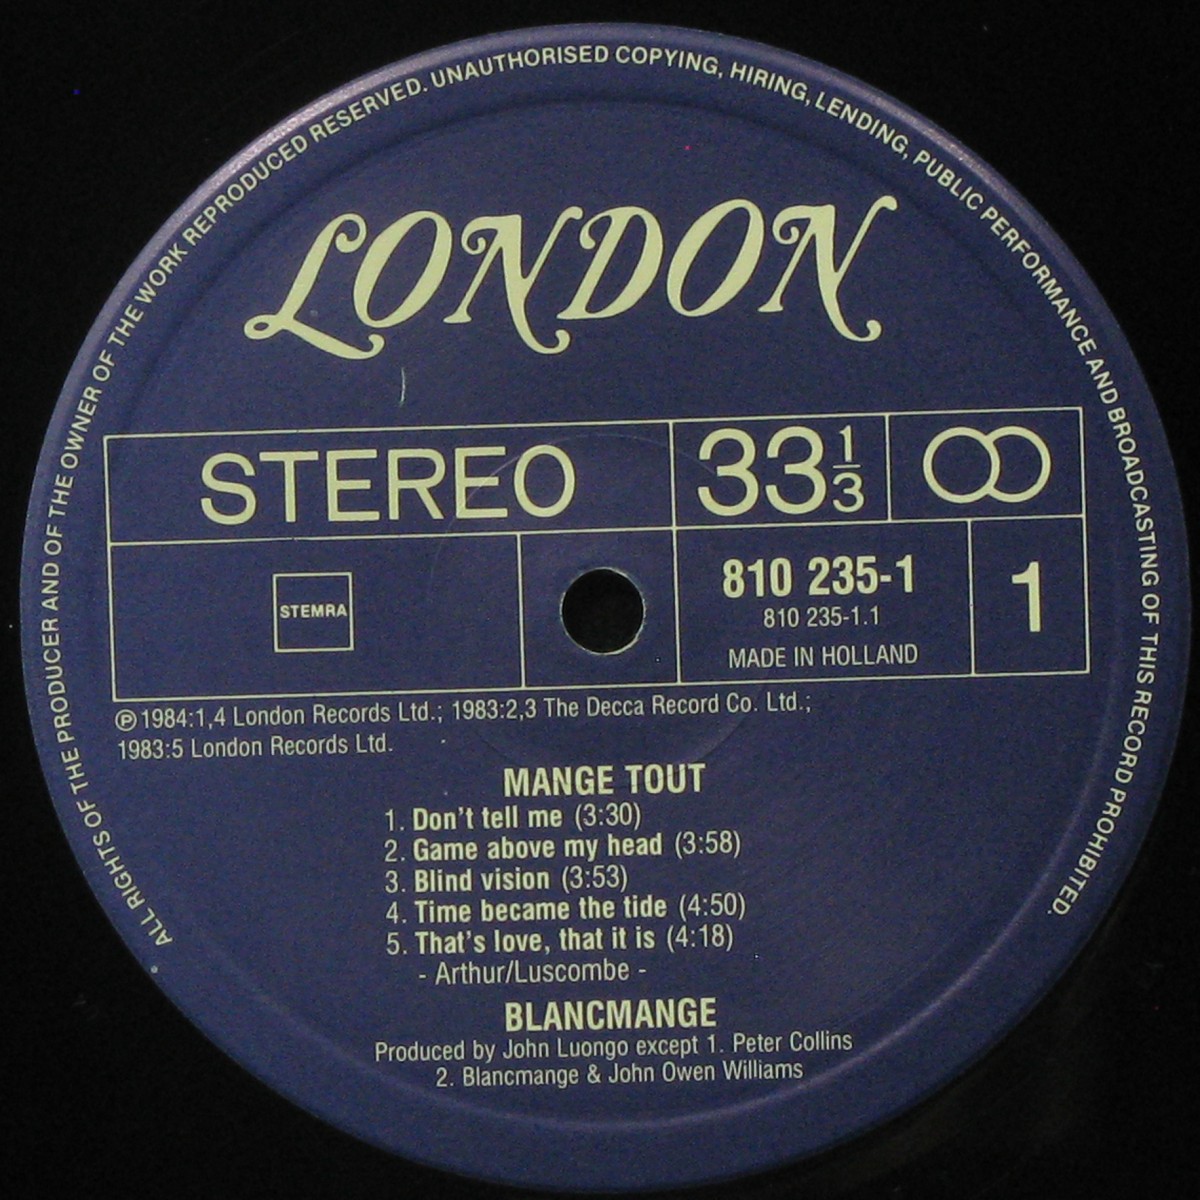 ALL RIGHTS OF THE PRODUCER AND OF THE OWNER OF THE WORK REPRODUCED RESERVED. UNAUTHORISED COPYING, HIRING, LENDING, PUBLIC PERFORMANCE AND BROADCASTING OF THIS RECORD PROHIBITED.
LONDON
STEREO 33 1/3
STEMRA
810 235-1
810 235-1.1
MADE IN HOLLAND
1
℗ 1984:1,4 London Records Ltd.; 1983:2,3 The Decca Record Co. Ltd.;
1983:5 London Records Ltd.
MANGE TOUT
1. Don't tell me (3:30)
2. Game above my head (3:58)
3. Blind vision (3:53)
4. Time became the tide (4:50)
5. That's love, that it is (4:18)
- Arthur/Luscombe -
BLANCMANGE
Produced by John Luongo except 1. Peter Collins
2. Blancmange & John Owen Williams